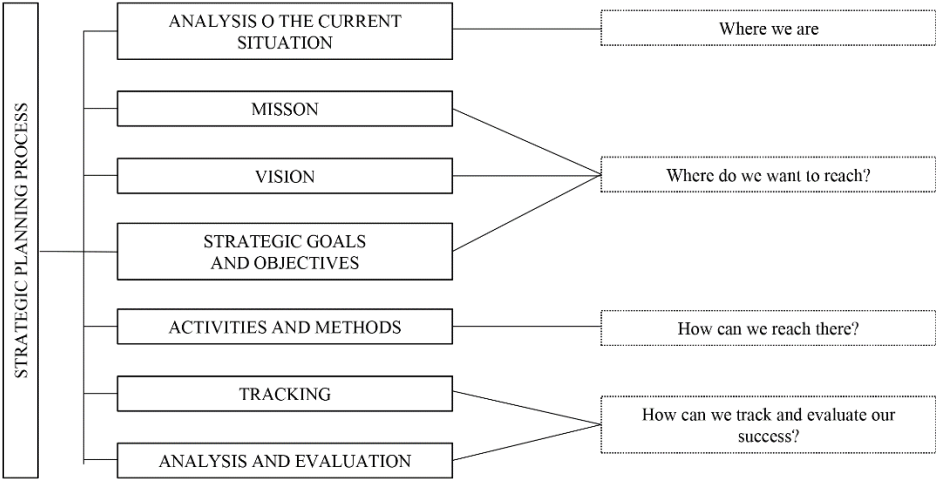 STRATEGIC PLANNING PROCESS
ANALYSIS O THE CURRENT
SITUATION
Where we are
MISSON
VISION
Where do we want to reach?
STRATEGIC GOALS
AND OBJECTIVES
ACTIVITIES AND METHODS
How can we reach there?
TRACKING
How can we track and evaluate our
success?
ANALYSIS AND EVALUATION